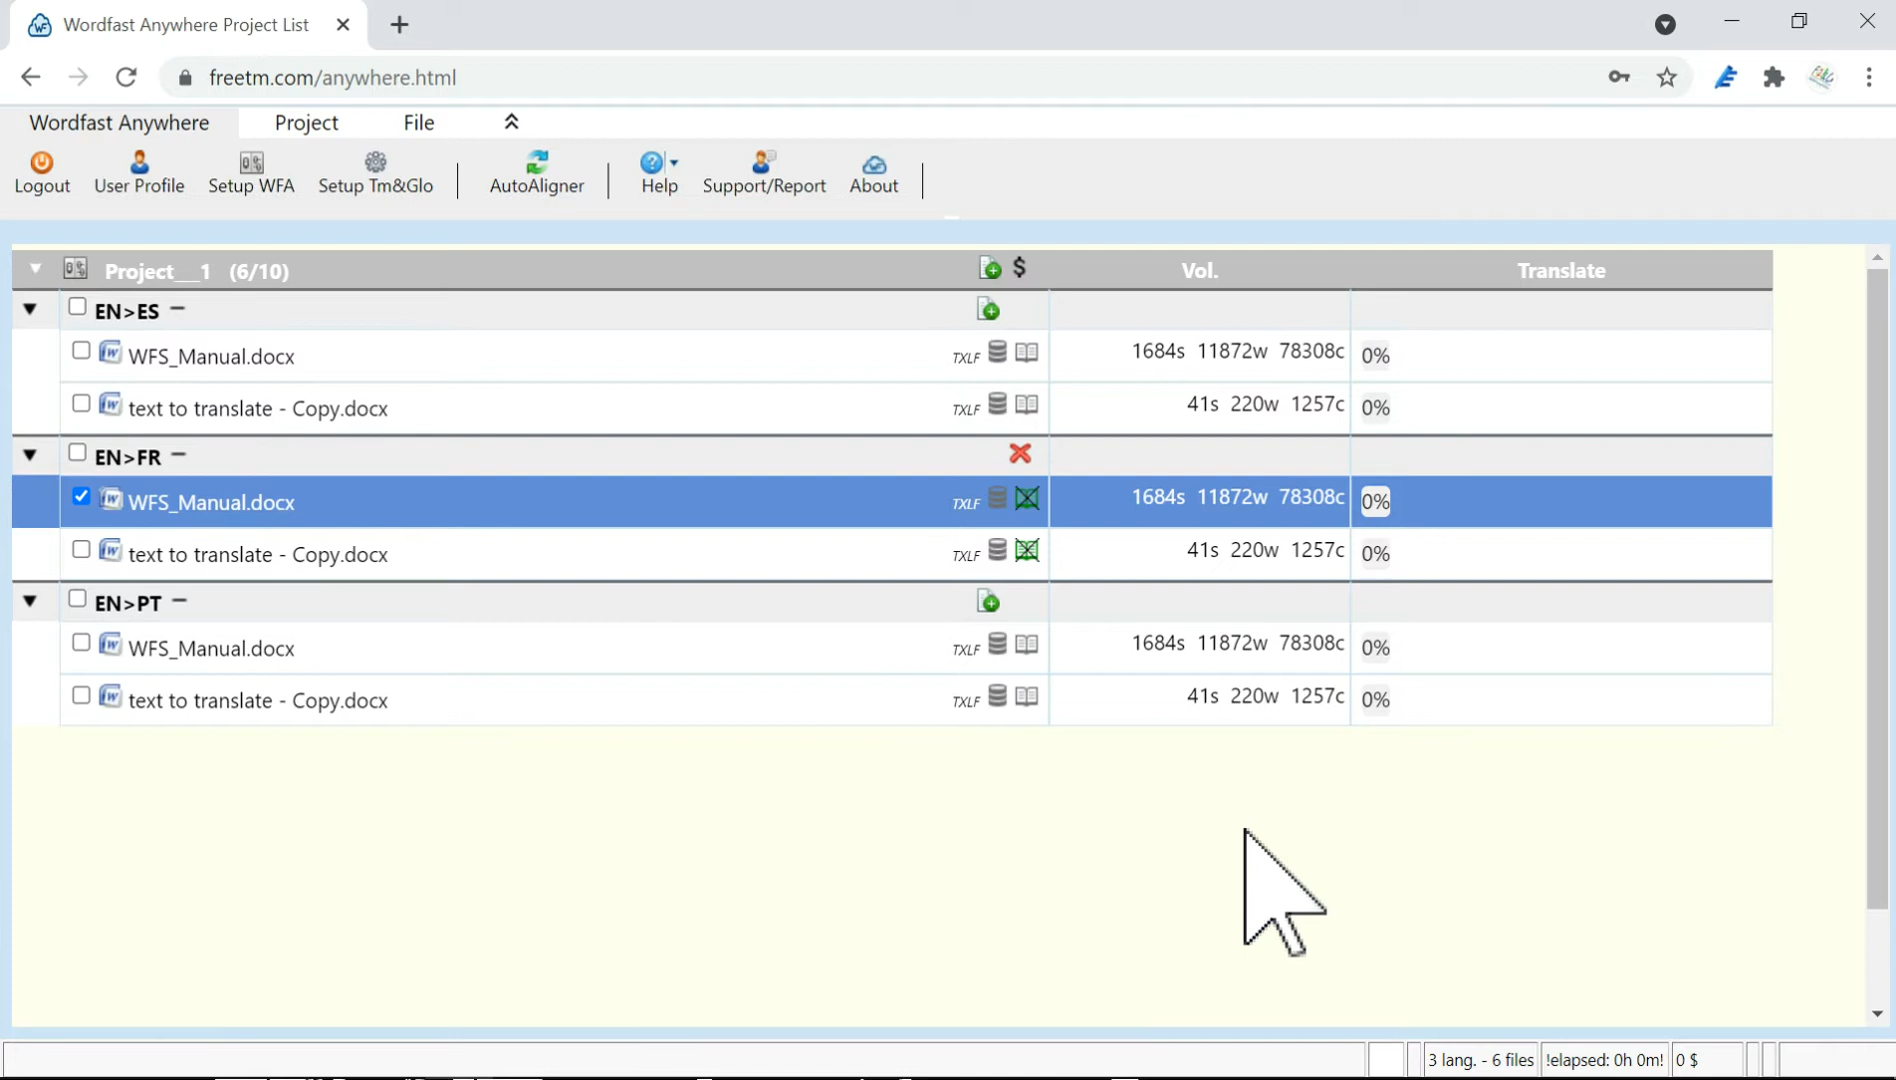 Wordfast Anywhere Project List
freetm.com/anywhere.html
Wordfast Anywhere Project File
Logout User Profile Setup WFA Setup Tm&Glo AutoAligner Help Support/Report About
Project__1 (6/10) $ Vol. Translate
EN>ES –
WFS_Manual.docx TXLF 1684s 11872w 78308c 0%
text to translate - Copy.docx TXLF 41s 220w 1257c 0%
EN>FR –
WFS_Manual.docx TXLF 1684s 11872w 78308c 0%
text to translate - Copy.docx TXLF 41s 220w 1257c 0%
EN>PT –
WFS_Manual.docx TXLF 1684s 11872w 78308c 0%
text to translate - Copy.docx TXLF 41s 220w 1257c 0%
3 lang. - 6 files !elapsed: 0h 0m! 0 $